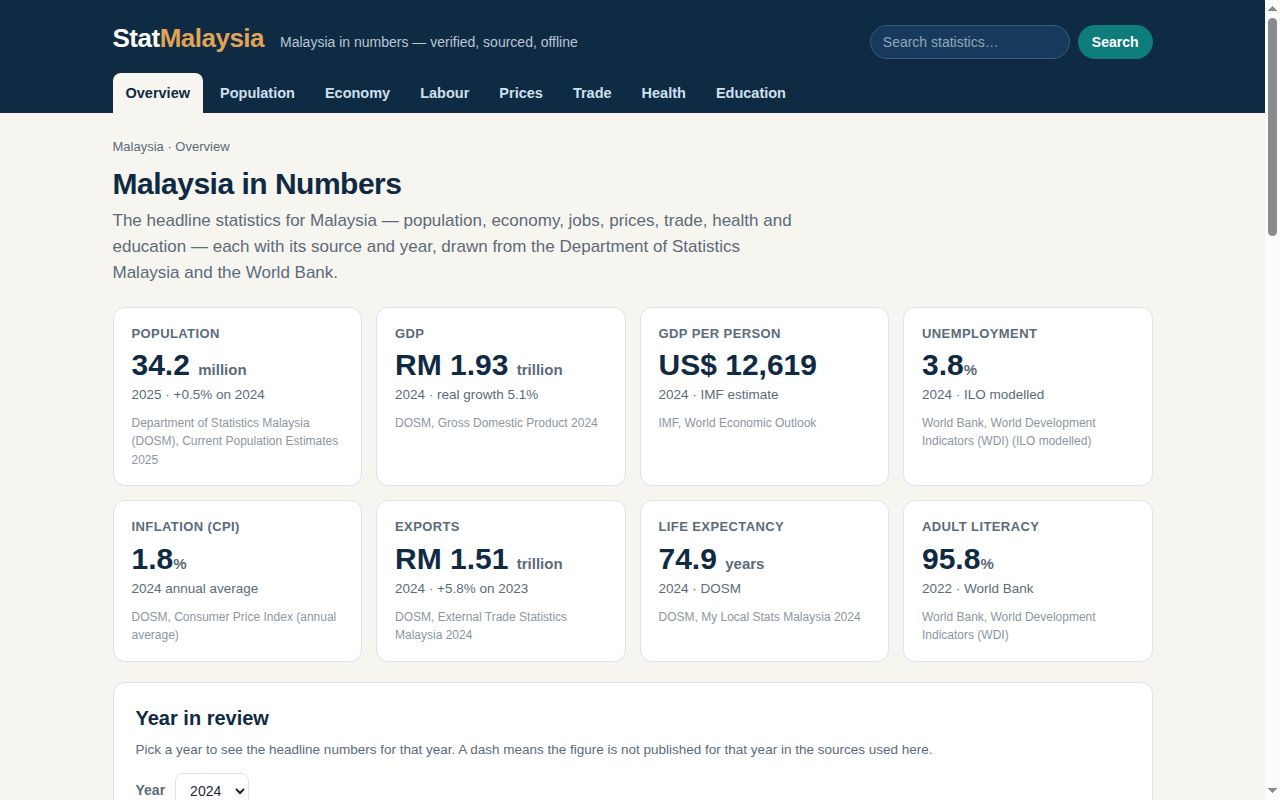 StatMalaysia Malaysia in numbers — verified, sourced, offline Search statistics… Search
Overview Population Economy Labour Prices Trade Health Education
Malaysia · Overview
Malaysia in Numbers
The headline statistics for Malaysia — population, economy, jobs, prices, trade, health and
education — each with its source and year, drawn from the Department of Statistics
Malaysia and the World Bank.
POPULATION
34.2 million
2025 · +0.5% on 2024
Department of Statistics Malaysia
(DOSM), Current Population Estimates
2025
GDP
RM 1.93 trillion
2024 · real growth 5.1%
DOSM, Gross Domestic Product 2024
GDP PER PERSON
US$ 12,619
2024 · IMF estimate
IMF, World Economic Outlook
UNEMPLOYMENT
3.8%
2024 · ILO modelled
World Bank, World Development
Indicators (WDI) (ILO modelled)
INFLATION (CPI)
1.8%
2024 annual average
DOSM, Consumer Price Index (annual
average)
EXPORTS
RM 1.51 trillion
2024 · +5.8% on 2023
DOSM, External Trade Statistics
Malaysia 2024
LIFE EXPECTANCY
74.9 years
2024 · DOSM
DOSM, My Local Stats Malaysia 2024
ADULT LITERACY
95.8%
2022 · World Bank
World Bank, World Development
Indicators (WDI)
Year in review
Pick a year to see the headline numbers for that year. A dash means the figure is not published for that year in the sources used here.
Year 2024